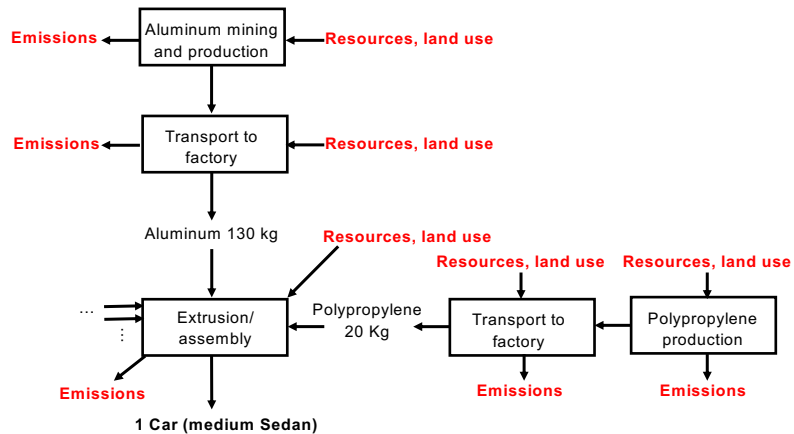 Emissions
Aluminum mining
and production
Resources, land use
Emissions
Transport to
factory
Resources, land use
Aluminum 130 kg
Resources, land use
Resources, land use
Resources, land use
...
...
Extrusion/
assembly
Polypropylene
20 Kg
Transport to
factory
Polypropylene
production
Emissions
Emissions
Emissions
1 Car (medium Sedan)